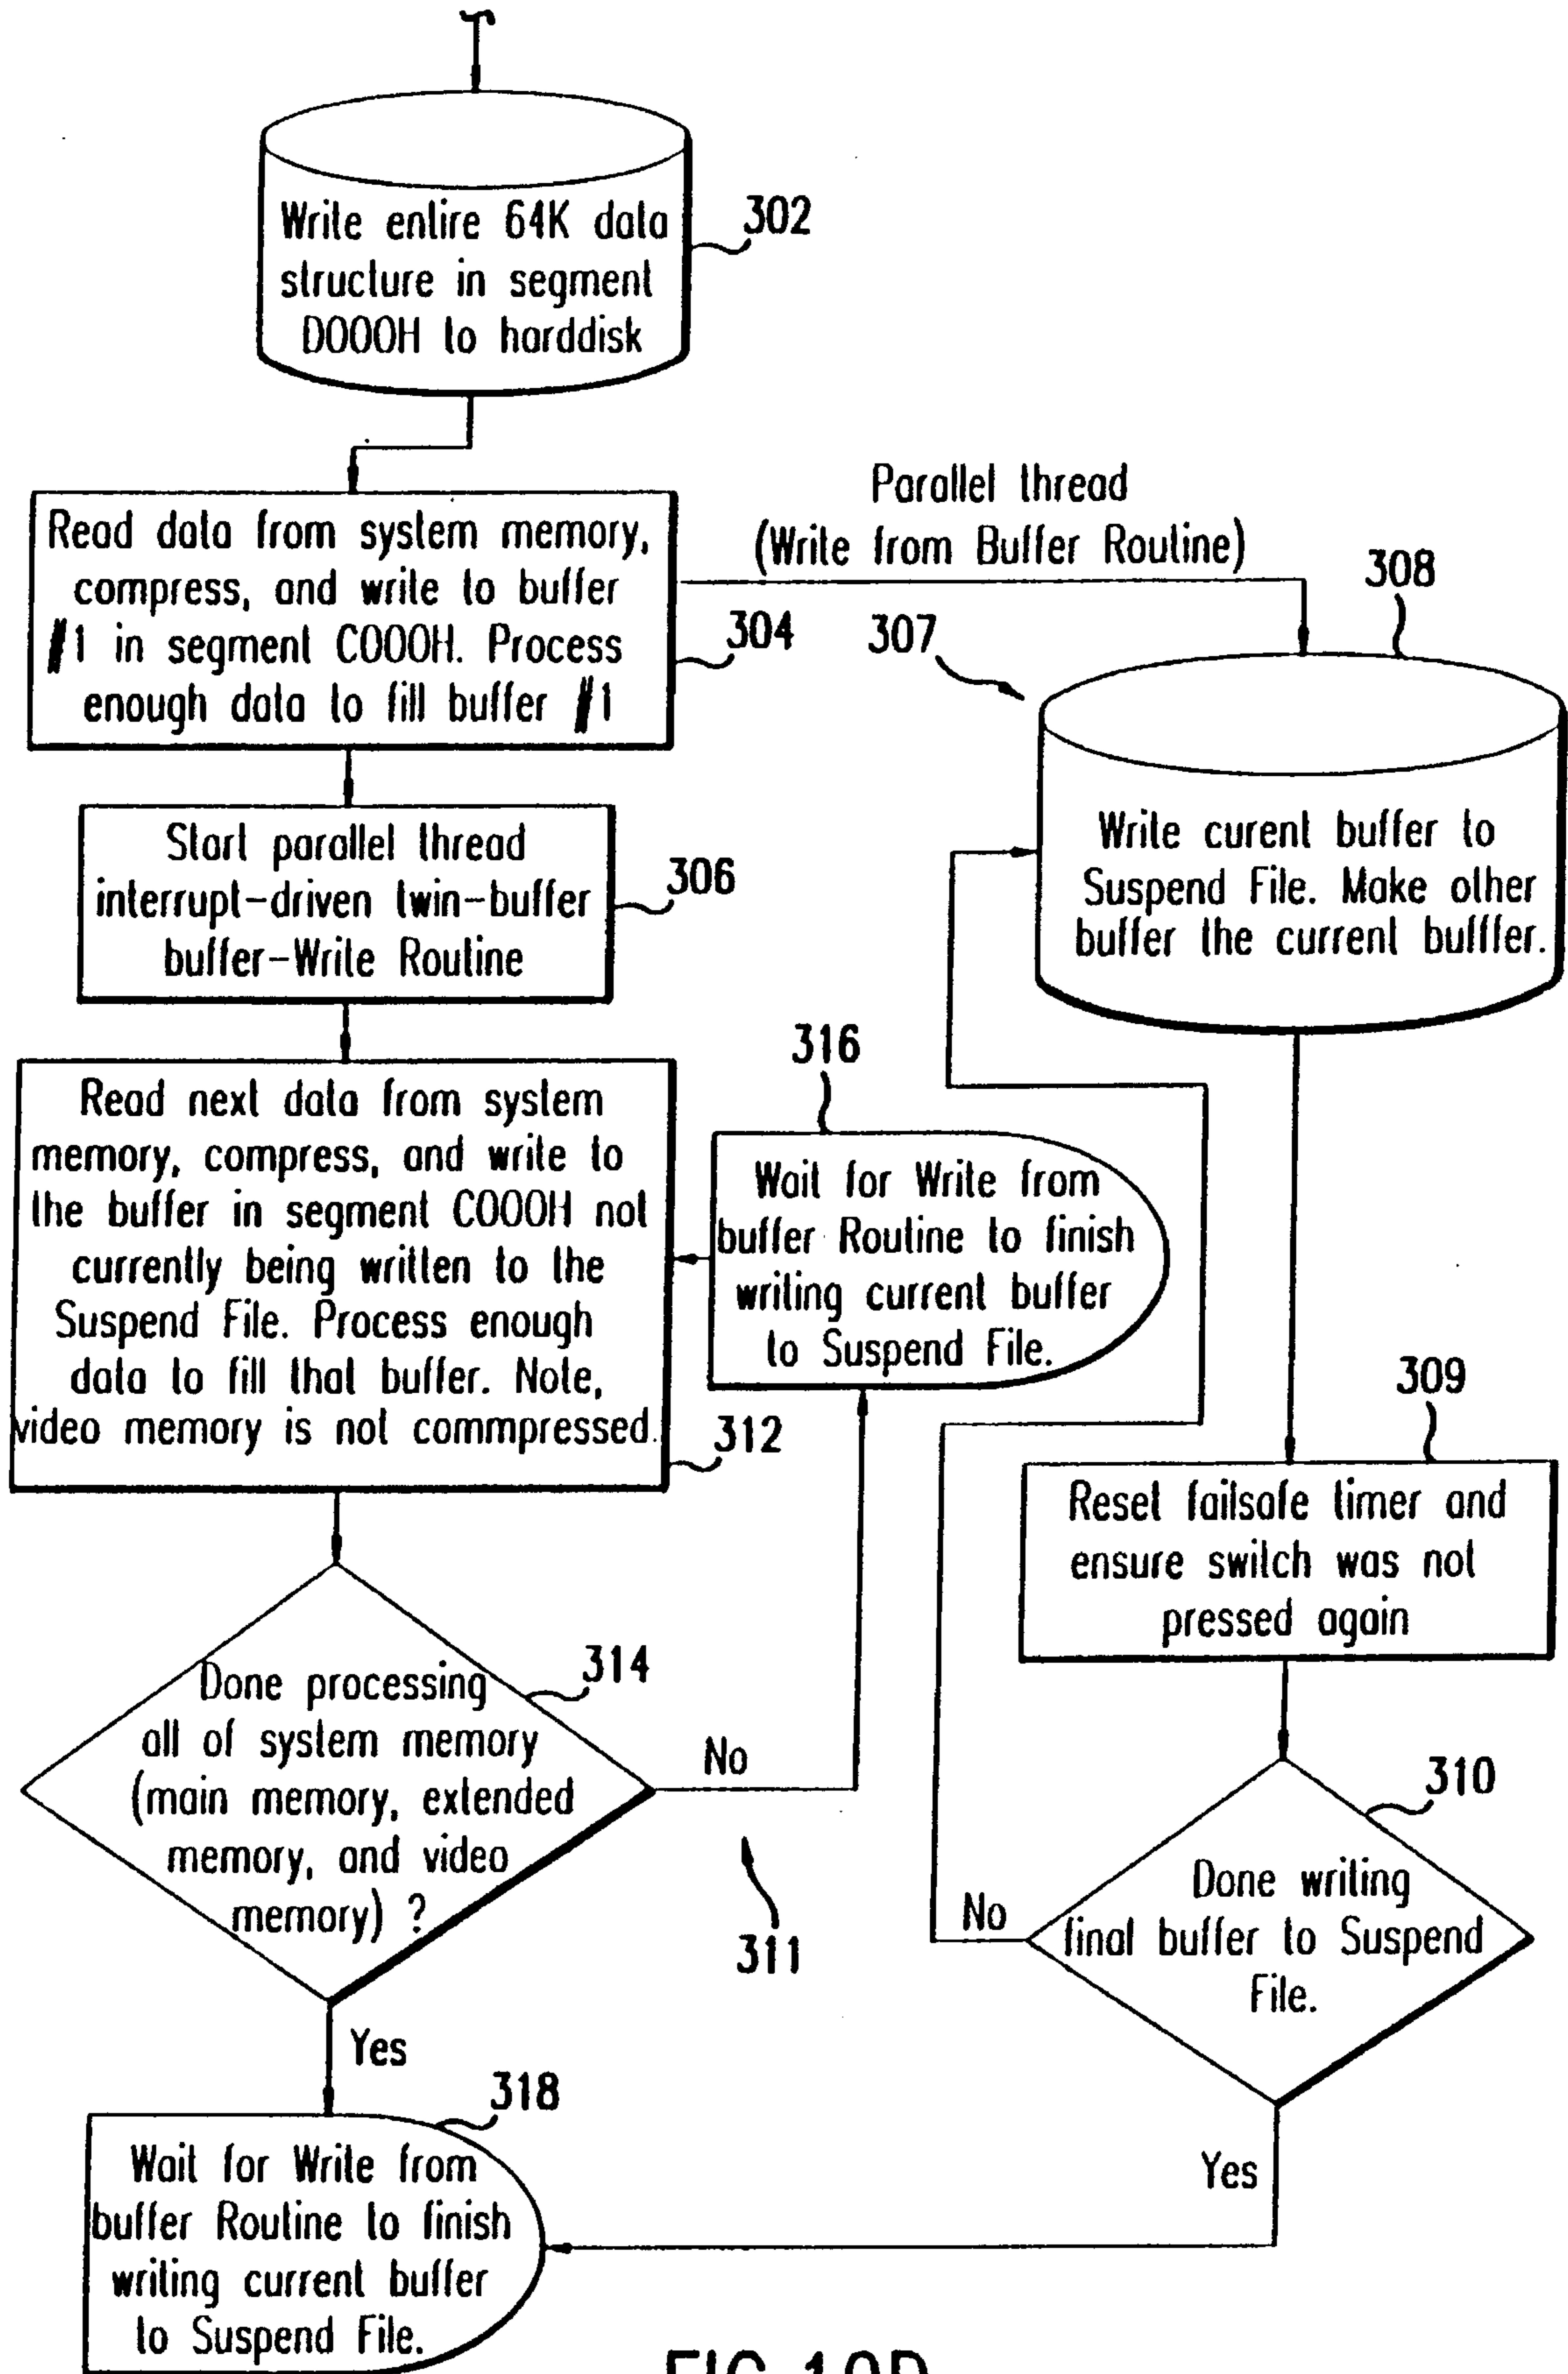 Write entire 64K data
structure in segment
D000H to harddisk
302
Read data from system memory,
compress, and write to buffer
#1 in segment C000H. Process
enough data to fill buffer #1
304
Parallel thread
(Write from Buffer Routine)
307
308
Start parallel thread
interrupt-driven twin-buffer
buffer-Write Routine
306
Write curent buffer to
Suspend File. Make other
buffer the current bufffer.
Read next data from system
memory, compress, and write to
the buffer in segment C000H not
currently being written to the
Suspend File. Process enough
data to fill that buffer. Note,
video memory is not commpressed.
312
316
Wait for Write from
buffer Routine to finish
writing current buffer
to Suspend File.
309
Reset failsafe timer and
ensure switch was not
pressed again
Done processing
all of system memory
(main memory, extended
memory, and video
memory) ?
314
No
311
310
Done writing
final buffer to Suspend
File.
No
Yes
318
Wait for Write from
buffer Routine to finish
writing current buffer
to Suspend File.
Yes